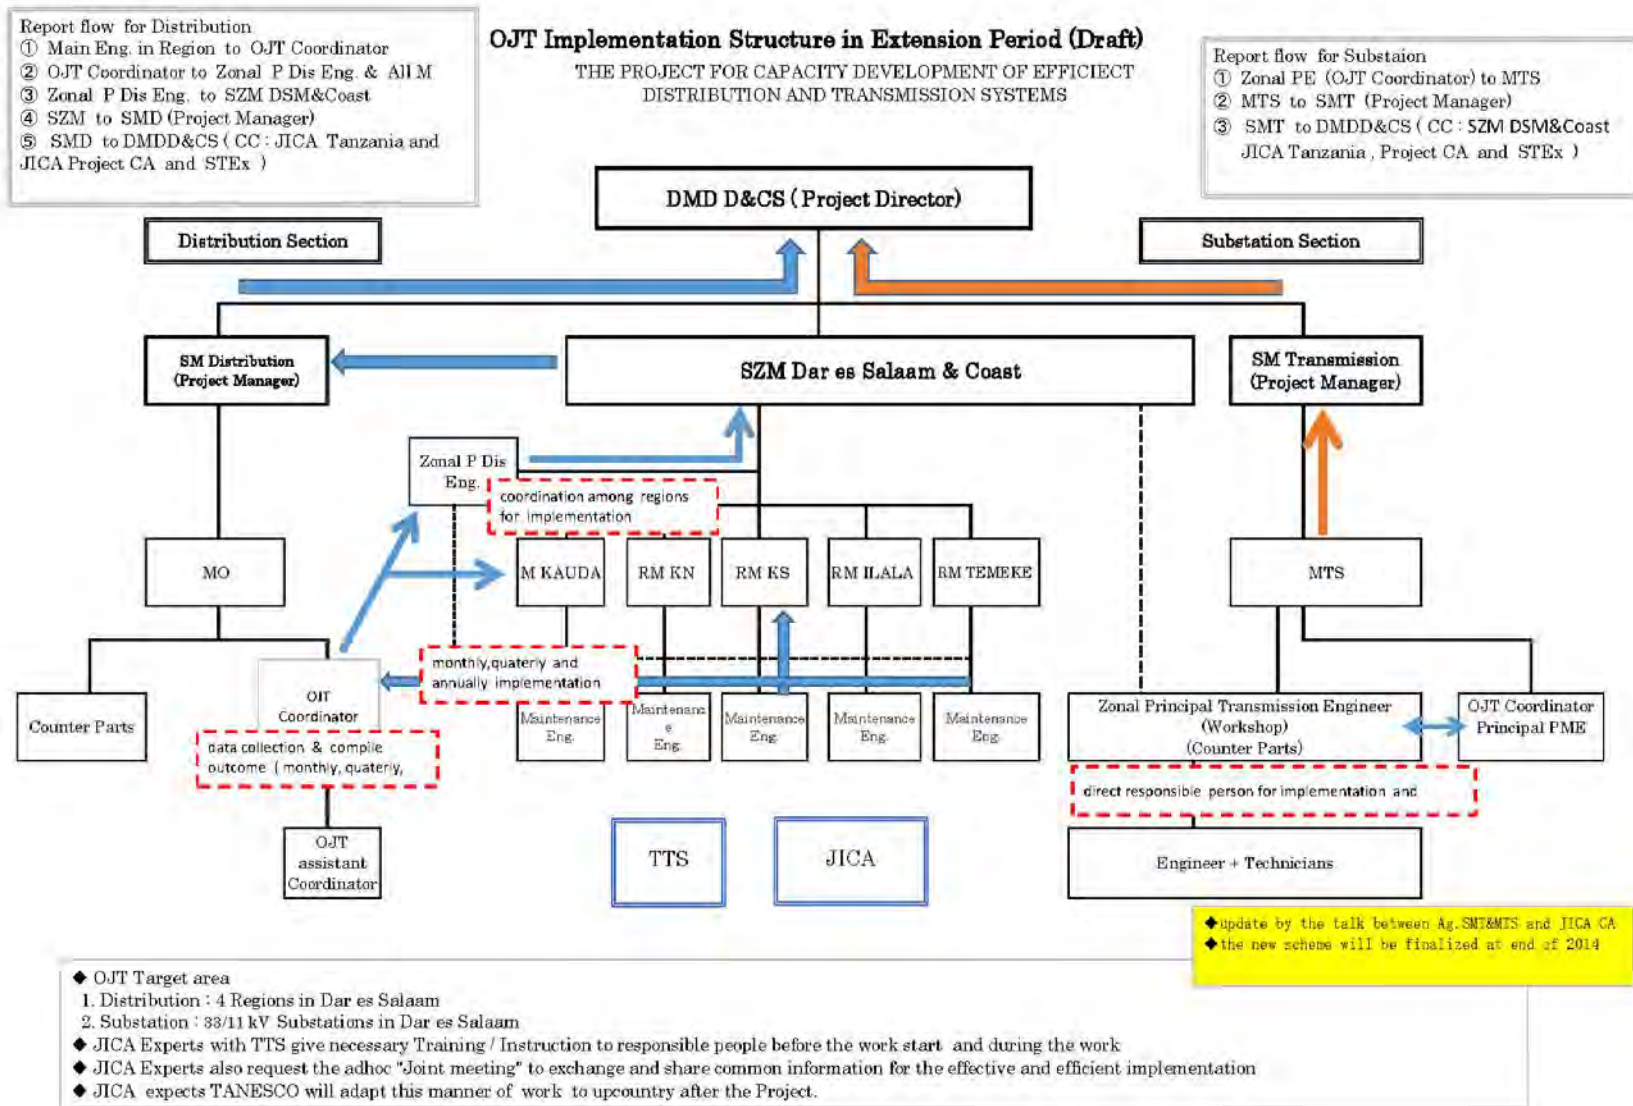 Report flow for Distribution
① Main Eng. in Region to OJT Coordinator
② OJT Coordinator to Zonal P Dis Eng. & All M
③ Zonal P Dis Eng. to SZM DSM&Coast
④ SZM to SMD (Project Manager)
⑤ SMD to DMDD&CS ( CC : JICA Tanzania and
JICA Project CA and STEx )
OJT Implementation Structure in Extension Period (Draft)
THE PROJECT FOR CAPACITY DEVELOPMENT OF EFFICIECT
DISTRIBUTION AND TRANSMISSION SYSTEMS
Report flow for Substaion
① Zonal PE (OJT Coordinator) to MTS
② MTS to SMT (Project Manager)
③ SMT to DMDD&CS ( CC : SZM DSM&Coast
JICA Tanzania , Project CA and STEx )
DMD D&CS ( Project Director)
Distribution Section
Substation Section
SM Distribution
(Project Manager)
SZM Dar es Salaam & Coast
SM Transmission
(Project Manager)
Zonal P Dis
Eng.
coordination among regions
for implementation
MO
M KAUDA
RM KN
RM KS
RM ILALA
RM TEMEKE
MTS
monthly,quaterly and
annually implementation
Counter Parts
OJT
Coordinator
data collection & compile
outcome ( monthly, quaterly,
Maintenance
Eng.
Maintenanc
e
Eng.
Maintenance
Eng.
Maintenance
Eng.
Maintenance
Eng.
Zonal Principal Transmission Engineer
(Workshop)
(Counter Parts)
OJT Coordinator
Principal PME
direct responsible person for implementation and
OJT
assistant
Coordinator
TTS
JICA
Engineer + Technicians
◆update by the talk between Ag.SMT&MTS and JICA CA
◆the new scheme will be finalized at end of 2014
◆ OJT Target area
1. Distribution : 4 Regions in Dar es Salaam
2. Substation : 33/11 kV Substations in Dar es Salaam
◆ JICA Experts with TTS give necessary Training / Instruction to responsible people before the work start and during the work
◆ JICA Experts also request the adhoc "Joint meeting" to exchange and share common information for the effective and efficient implementation
◆ JICA expects TANESCO will adapt this manner of work to upcountry after the Project.